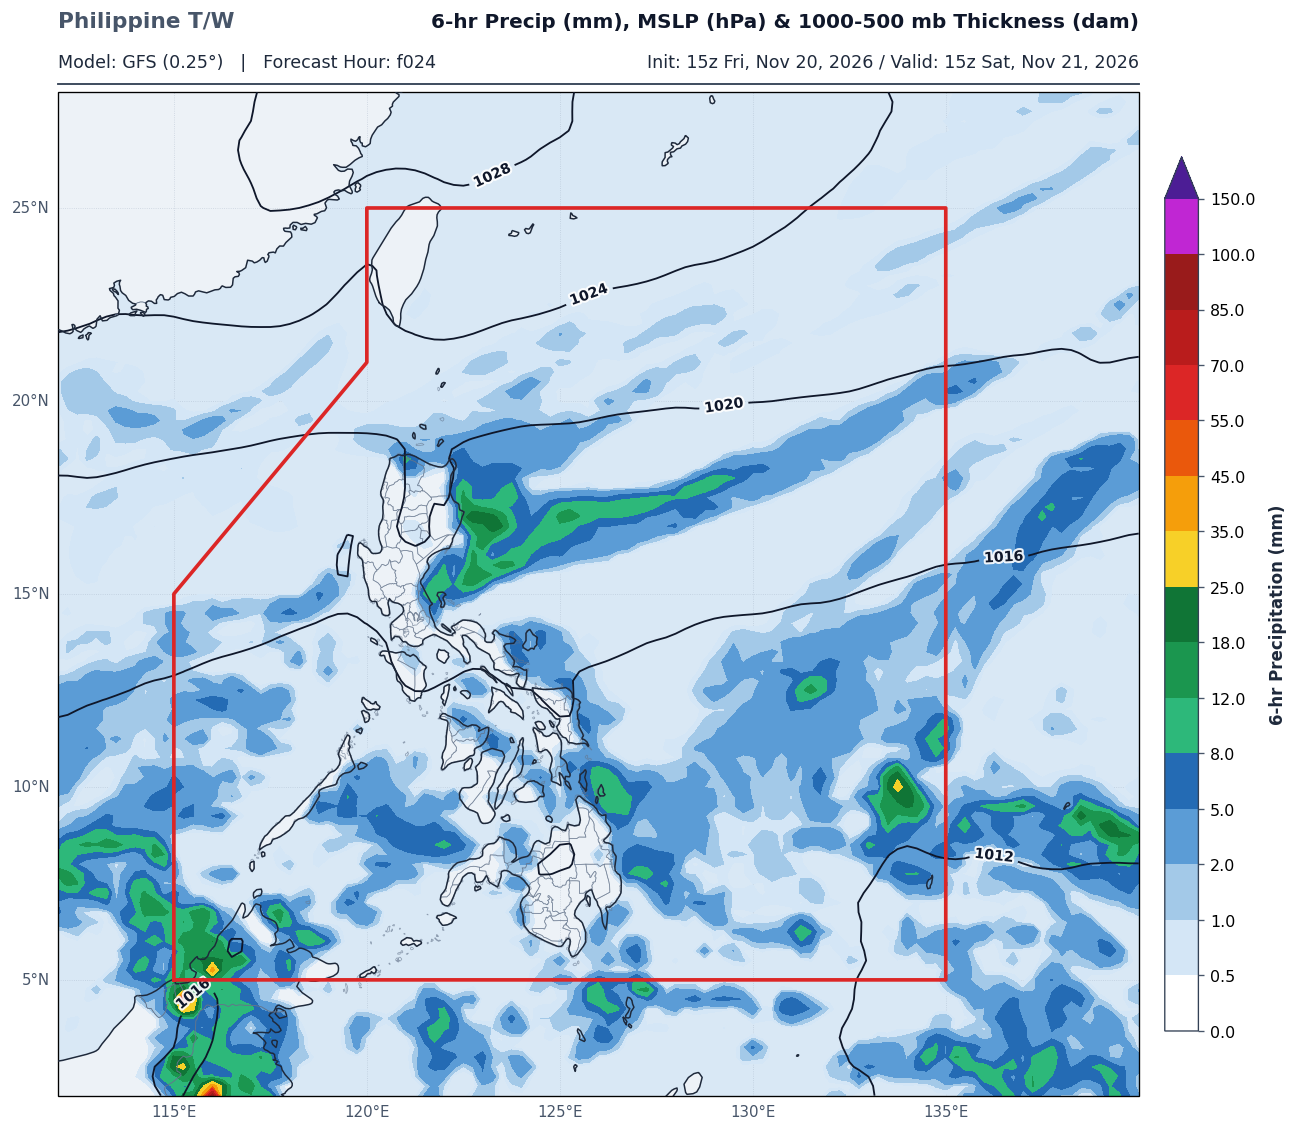 Philippine T/W
6-hr Precip (mm), MSLP (hPa) & 1000-500 mb Thickness (dam)
Model: GFS (0.25°) | Forecast Hour: f024
Init: 15z Fri, Nov 20, 2026 / Valid: 15z Sat, Nov 21, 2026
1028
25°N
1024
20°N
1020
1016
15°N
10°N
1012
5°N
1016
115°E
120°E
125°E
130°E
135°E
150.0
100.0
85.0
70.0
55.0
45.0
35.0
25.0
18.0
12.0
8.0
5.0
2.0
1.0
0.5
0.0
6-hr Precipitation (mm)